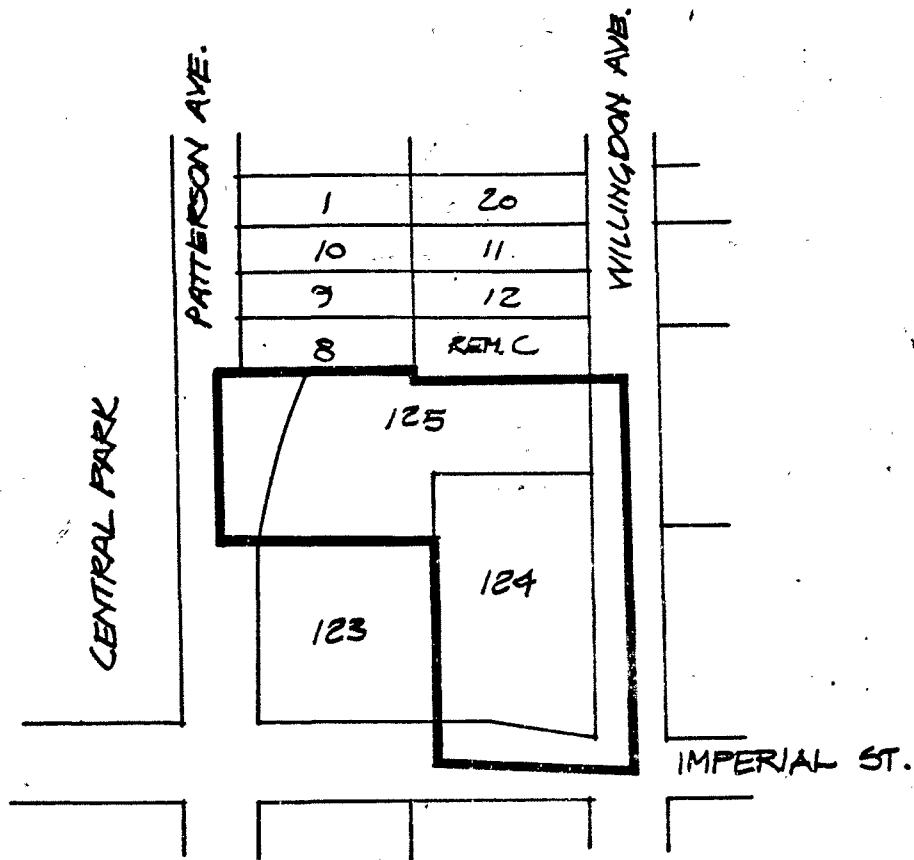 PATTERSON AVE.
WILLINGDON AVE.
1 20
10 11
9 12
8 REM. C
125
CENTRAL PARK
124
123
IMPERIAL ST.